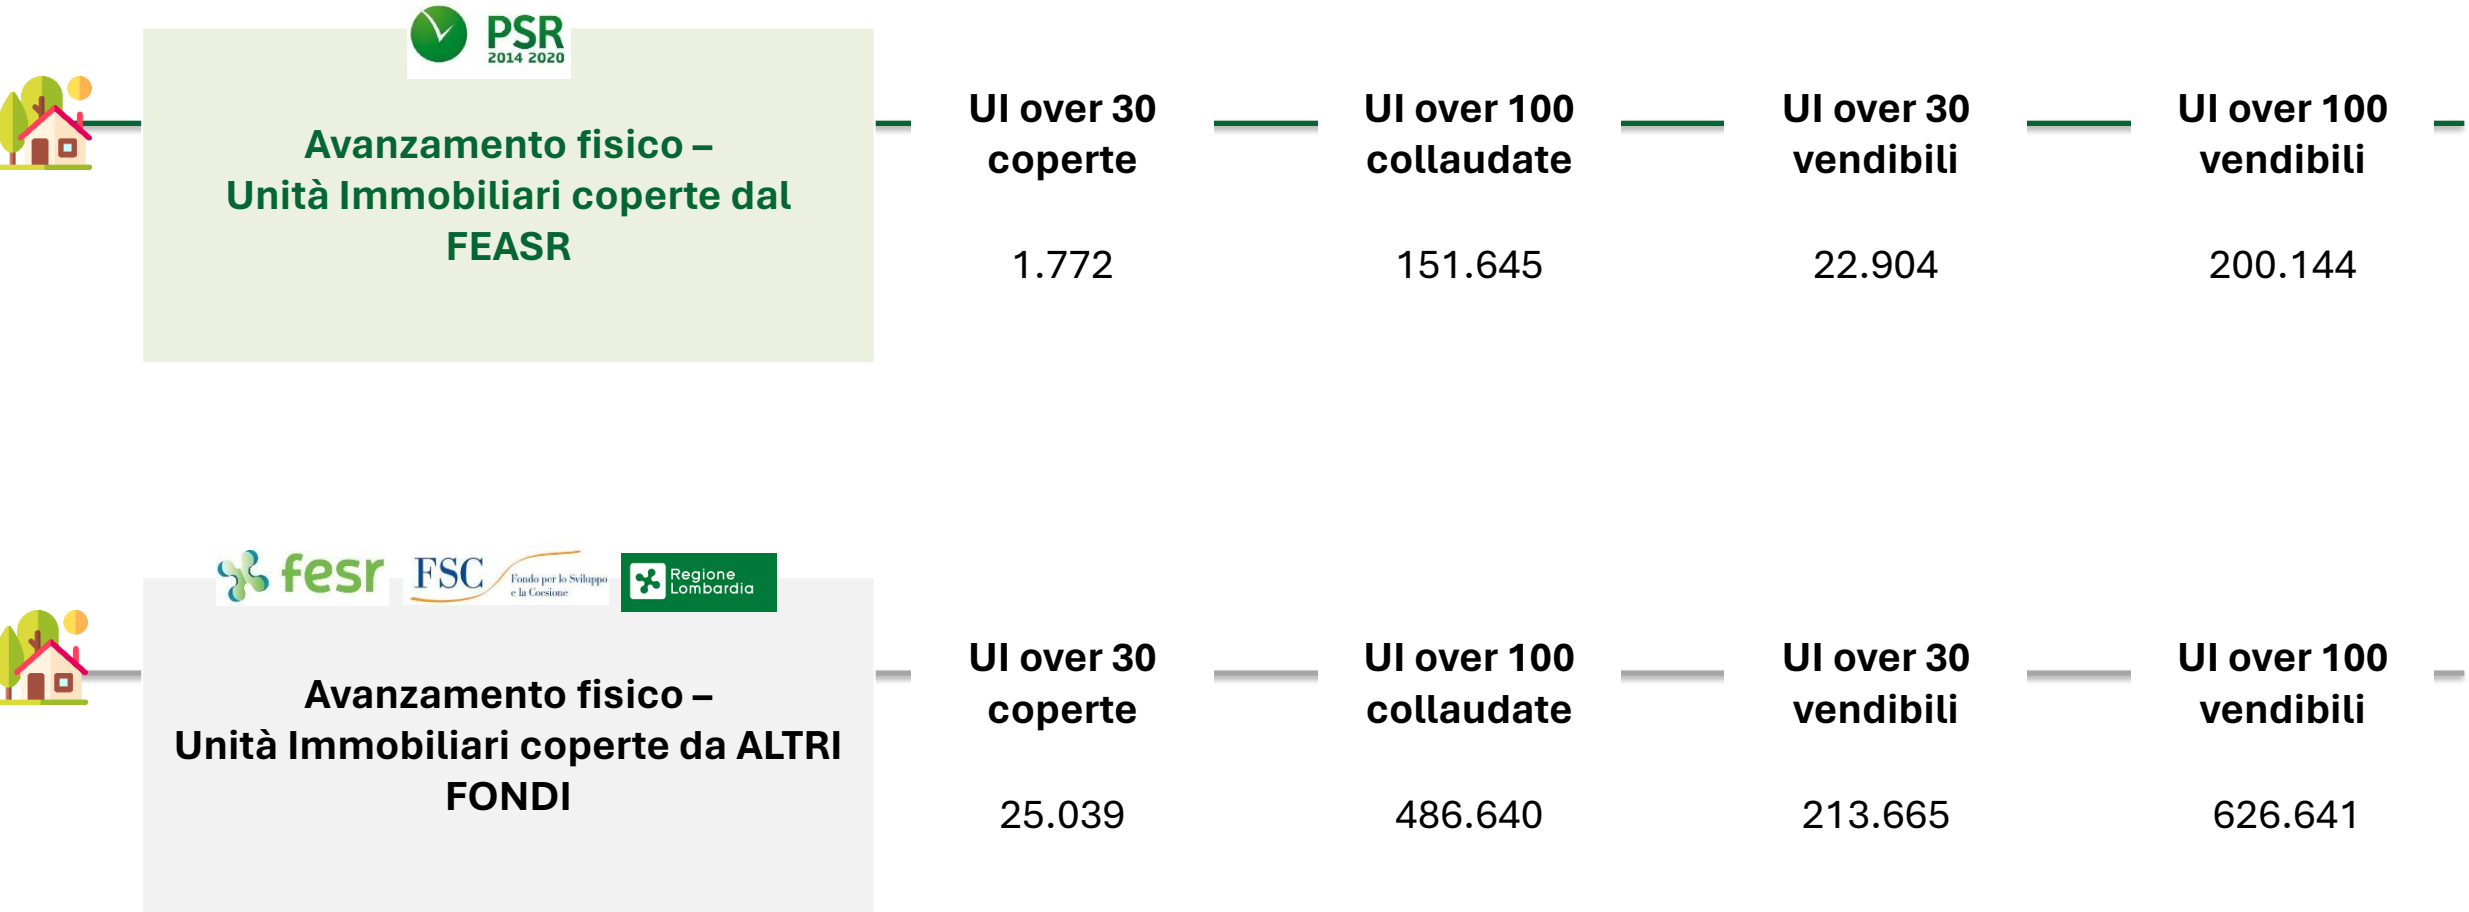 PSR
2014 2020
Avanzamento fisico –
Unità Immobiliari coperte dal
FEASR
UI over 30
coperte
1.772
UI over 100
collaudate
151.645
UI over 30
vendibili
22.904
UI over 100
vendibili
200.144
fesr
FSC
Fondo per lo Sviluppo
e la Coesione
Regione
Lombardia
Avanzamento fisico –
Unità Immobiliari coperte da ALTRI
FONDI
UI over 30
coperte
25.039
UI over 100
collaudate
486.640
UI over 30
vendibili
213.665
UI over 100
vendibili
626.641